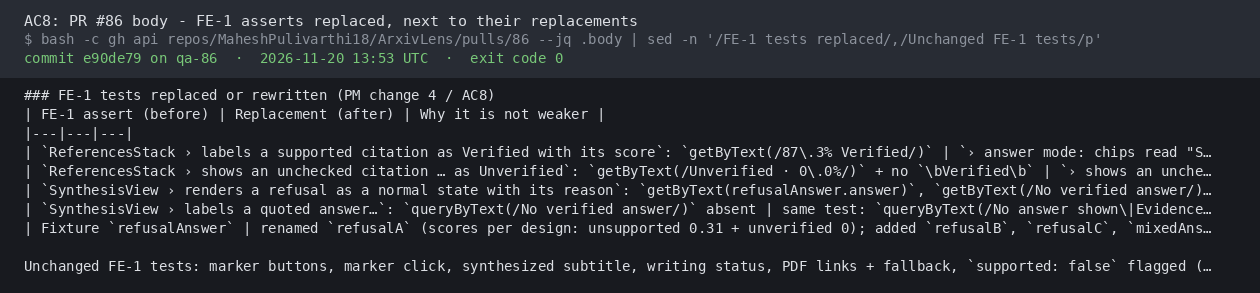 AC8: PR #86 body - FE-1 asserts replaced, next to their replacements
$ bash -c gh api repos/MaheshPulivarthi18/ArxivLens/pulls/86 --jq .body | sed -n '/FE-1 tests replaced/,/Unchanged FE-1 tests/p'
commit e90de79 on qa-86  ·  2026-11-20 13:53 UTC  ·  exit code 0
### FE-1 tests replaced or rewritten (PM change 4 / AC8)
| FE-1 assert (before) | Replacement (after) | Why it is not weaker |
|---|---|---|
| `ReferencesStack › labels a supported citation as Verified with its score`: `getByText(/87\.3% Verified/)` | `› answer mode: chips read "S…
| `ReferencesStack › shows an unchecked citation … as Unverified`: `getByText(/Unverified · 0\.0%/)` + no `\bVerified\b` | `› shows an unche…
| `SynthesisView › renders a refusal as a normal state with its reason`: `getByText(refusalAnswer.answer)`, `getByText(/No verified answer/)…
| `SynthesisView › labels a quoted answer…`: `queryByText(/No verified answer/)` absent | same test: `queryByText(/No answer shown\|Evidence…
| Fixture `refusalAnswer` | renamed `refusalA` (scores per design: unsupported 0.31 + unverified 0); added `refusalB`, `refusalC`, `mixedAns…
Unchanged FE-1 tests: marker buttons, marker click, synthesized subtitle, writing status, PDF links + fallback, `supported: false` flagged (…